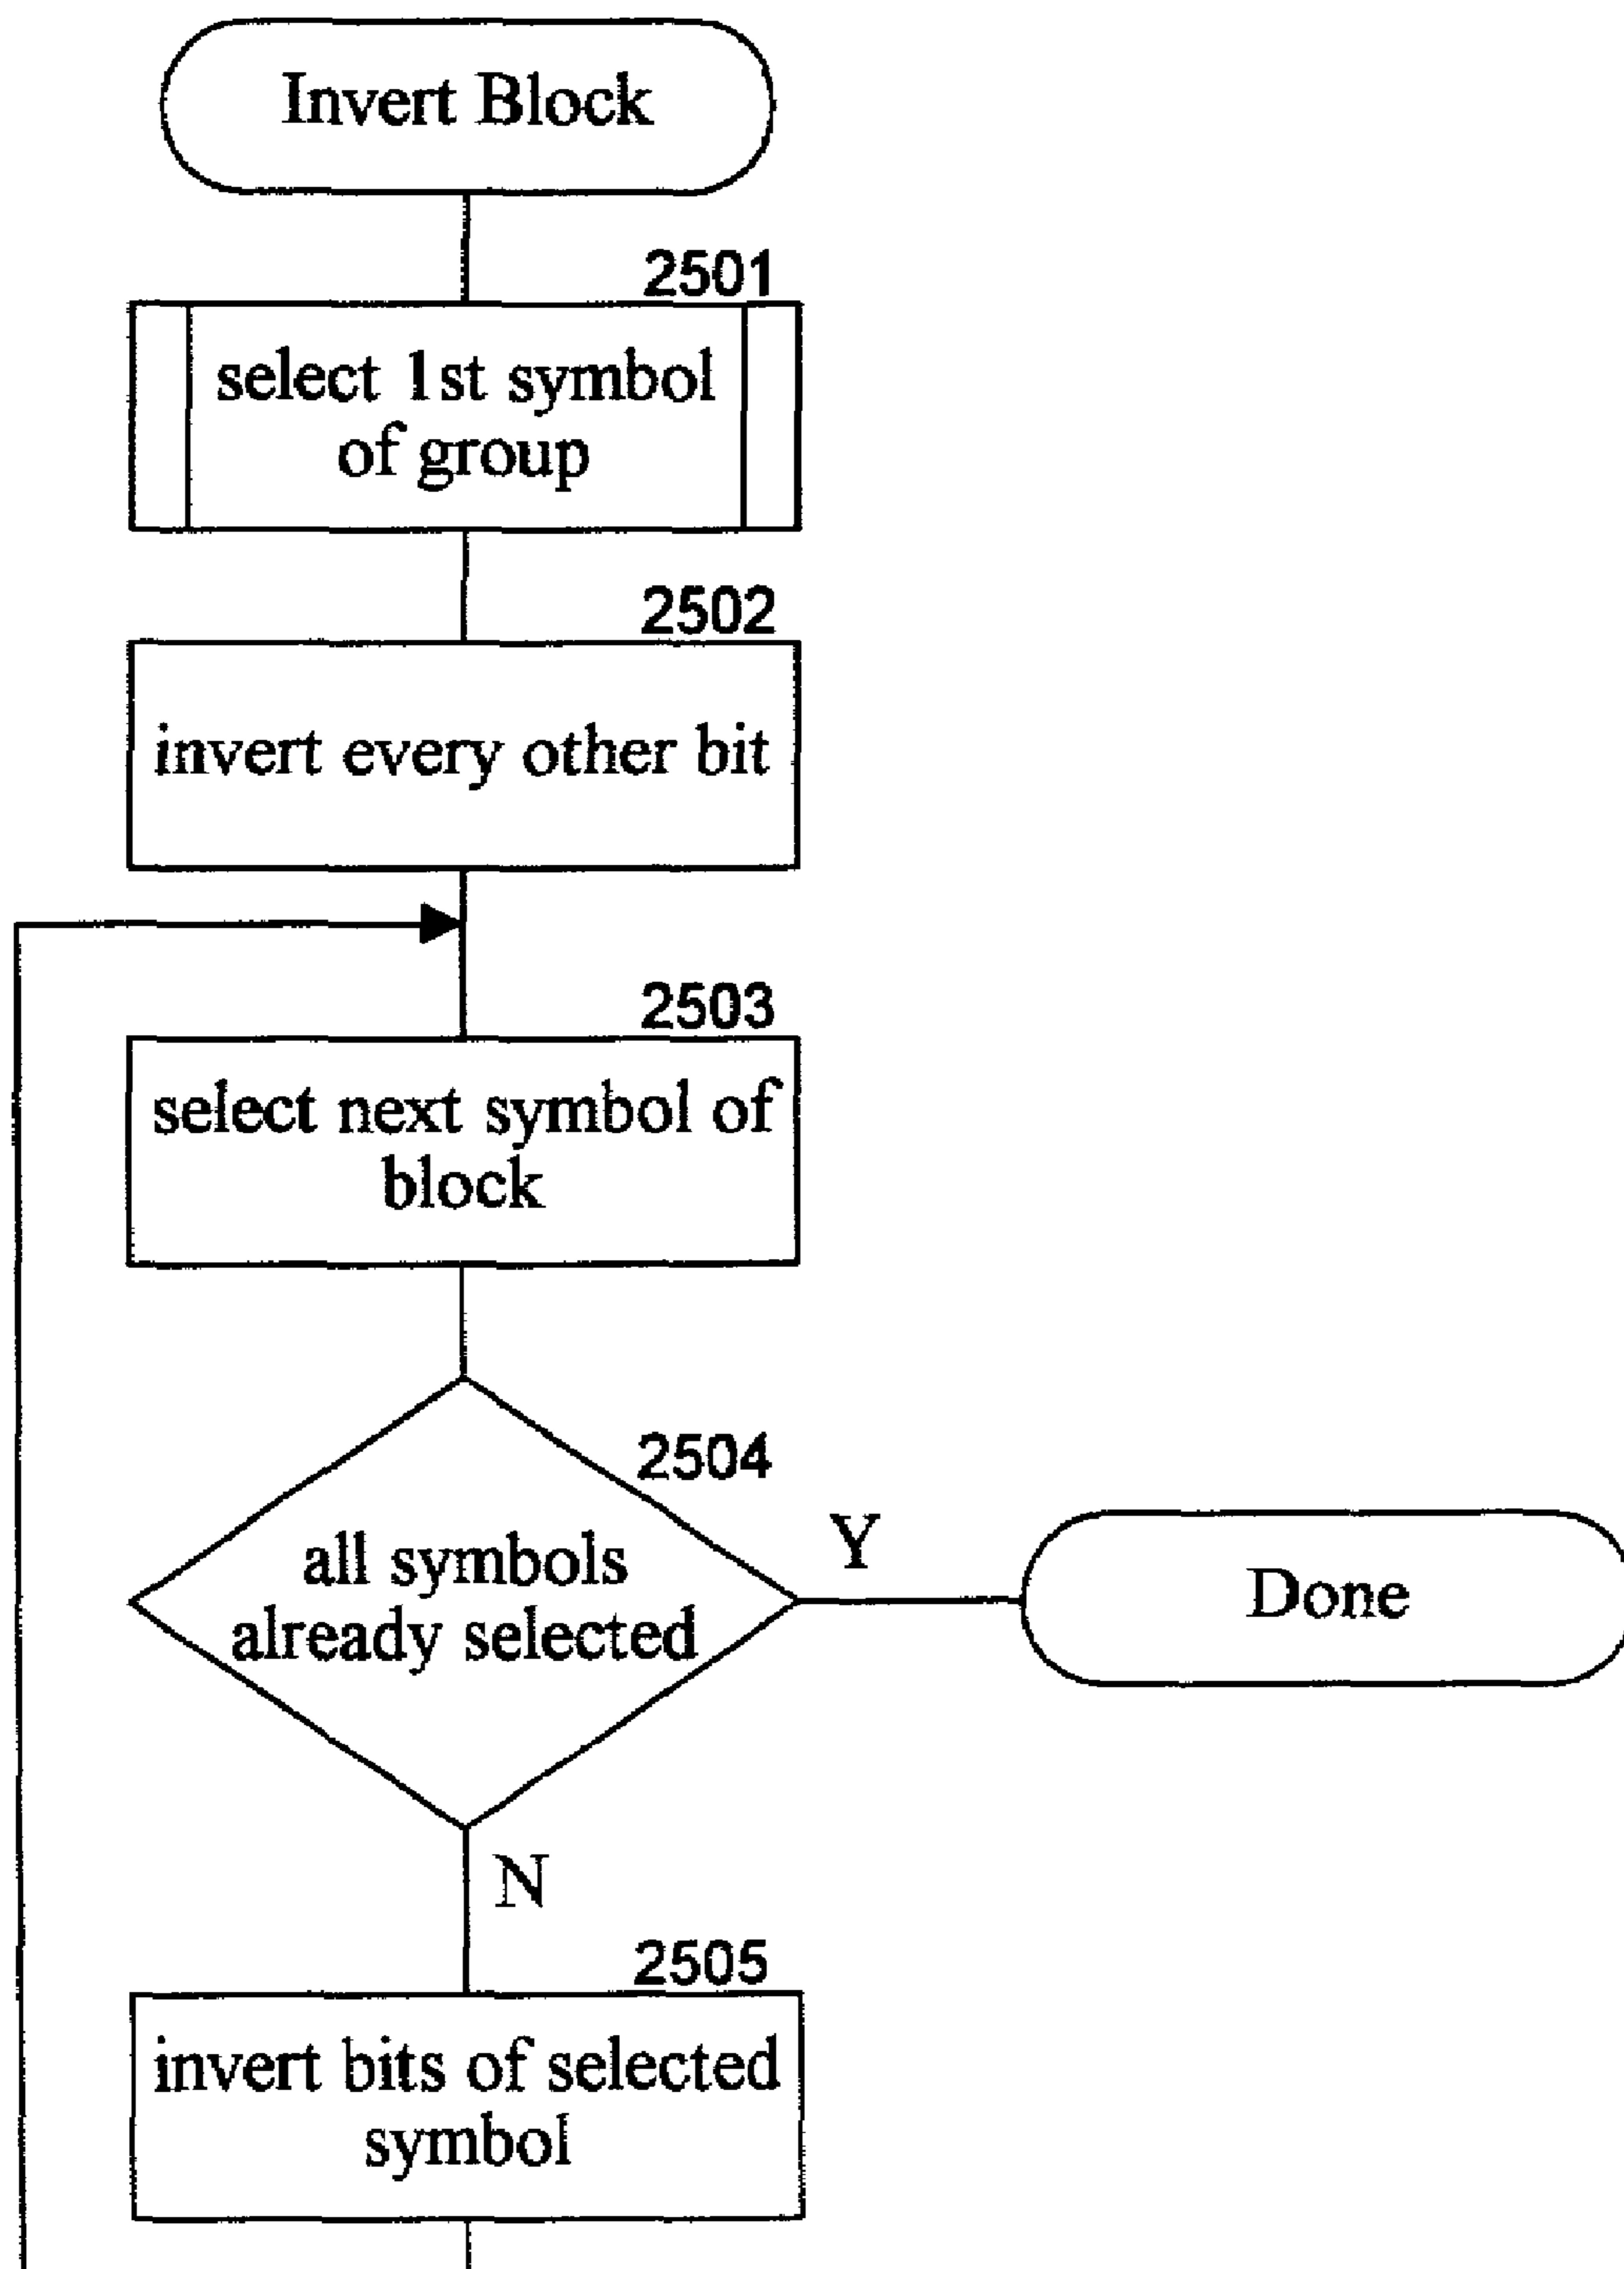 Invert Block
2501
select 1st symbol
of group
2502
invert every other bit
2503
select next symbol of
block
2504
all symbols
already selected
Y
Done
N
2505
invert bits of selected
symbol